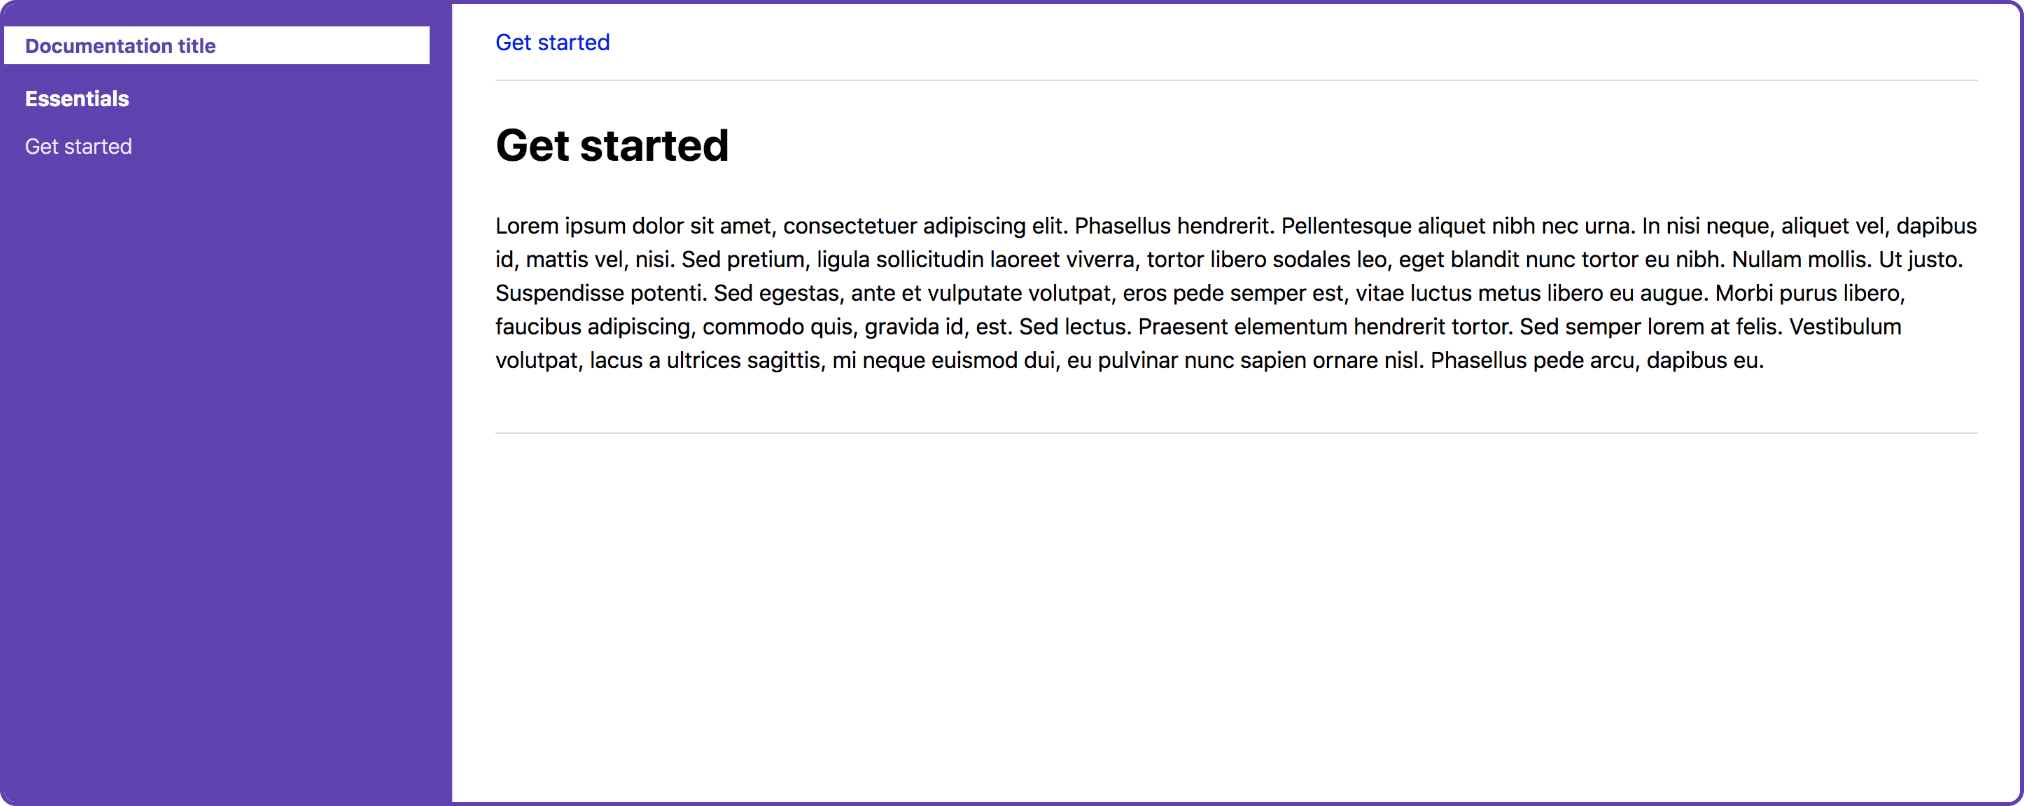 Documentation title
Essentials
Get started
Get started
Get started
Lorem ipsum dolor sit amet, consectetuer adipiscing elit. Phasellus hendrerit. Pellentesque aliquet nibh nec urna. In nisi neque, aliquet vel, dapibus
id, mattis vel, nisi. Sed pretium, ligula sollicitudin laoreet viverra, tortor libero sodales leo, eget blandit nunc tortor eu nibh. Nullam mollis. Ut justo.
Suspendisse potenti. Sed egestas, ante et vulputate volutpat, eros pede semper est, vitae luctus metus libero eu augue. Morbi purus libero,
faucibus adipiscing, commodo quis, gravida id, est. Sed lectus. Praesent elementum hendrerit tortor. Sed semper lorem at felis. Vestibulum
volutpat, lacus a ultrices sagittis, mi neque euismod dui, eu pulvinar nunc sapien ornare nisl. Phasellus pede arcu, dapibus eu.